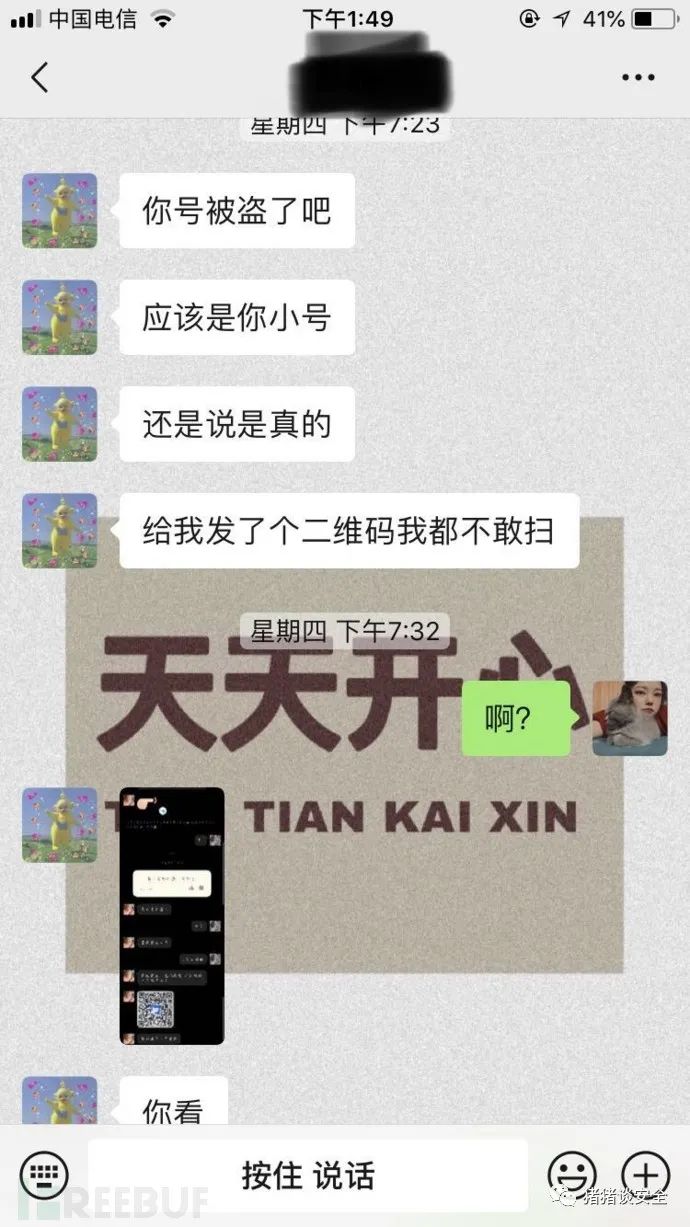 中国电信
下午1:49
41%
星期四 下午7:23
你号被盗了吧
应该是你小号
还是说是真的
给我发了个二维码我都不敢扫
星期四 下午7:32
天天开心
啊?
TIAN KAI XIN
你看
按住 说话
REEBUF
猪猪谈安全